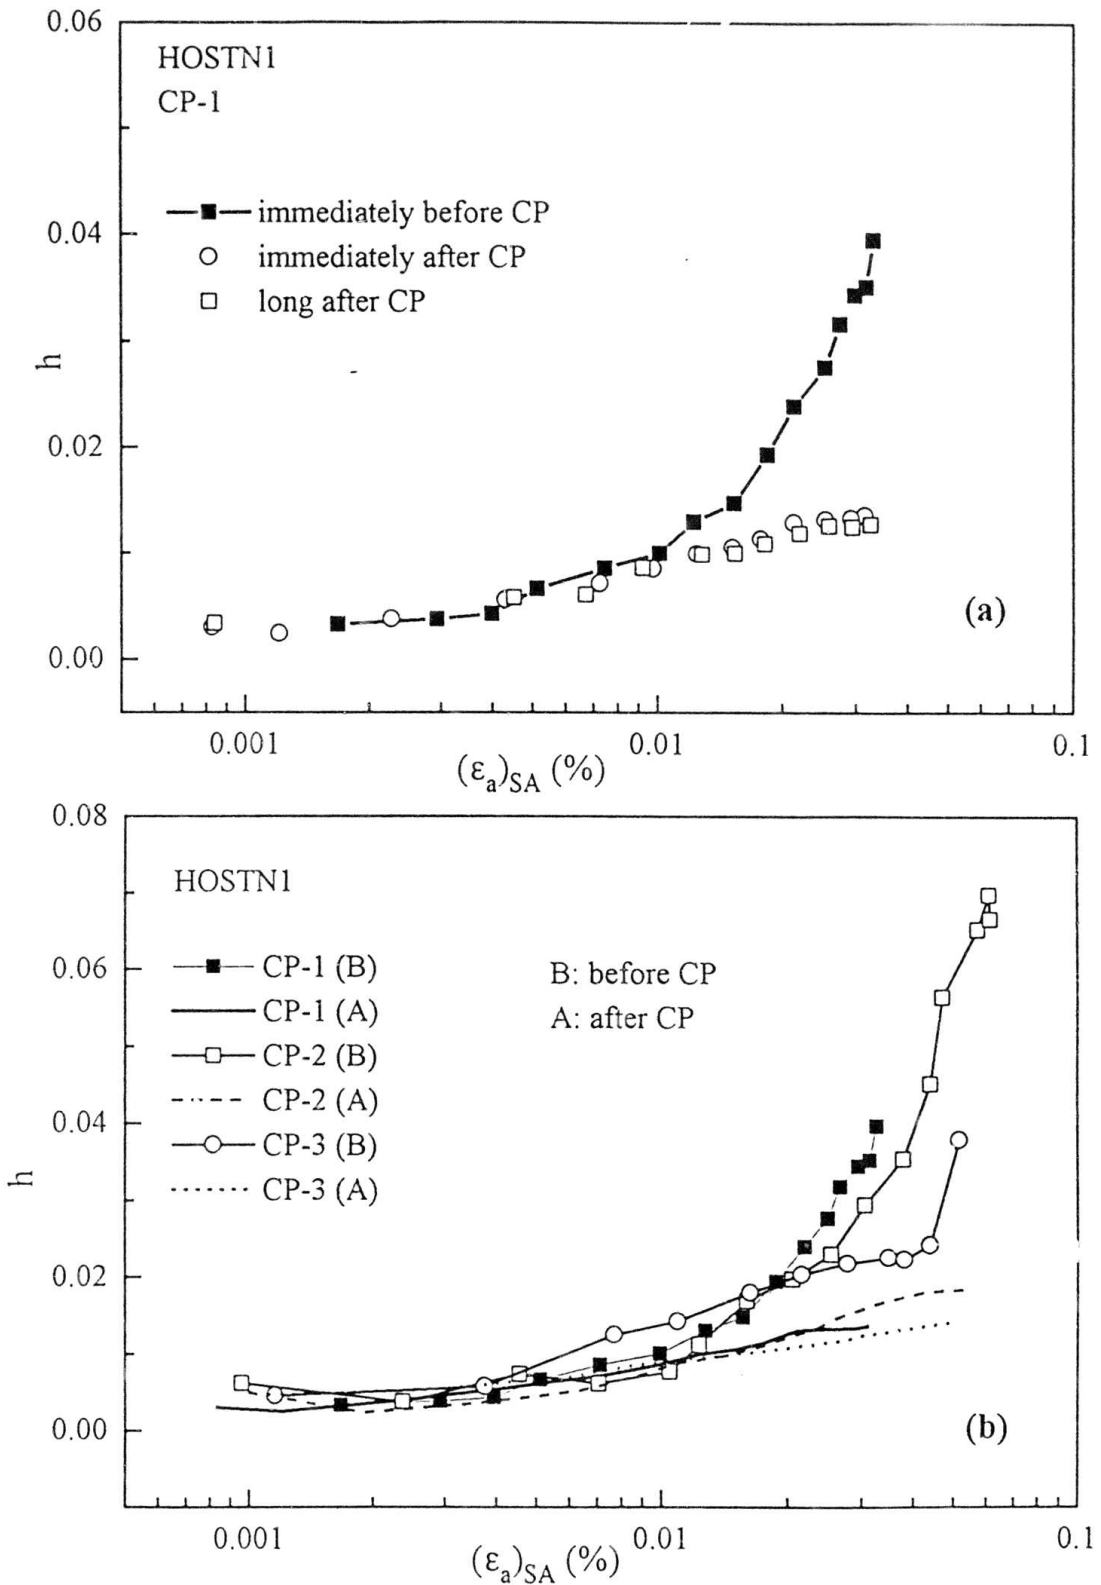 0.06
HOSTN1
CP-1
immediately before CP
0.04
immediately after CP
long after CP
h
0.02
(a)
0.00
0.001
0.01
0.1
(εa)SA (%)
0.08
HOSTN1
0.06
CP-1 (B)
B: before CP
CP-1 (A)
A: after CP
CP-2 (B)
CP-2 (A)
0.04
CP-3 (B)
h
CP-3 (A)
0.02
0.00
(b)
0.001
0.01
0.1
(εa)SA (%)